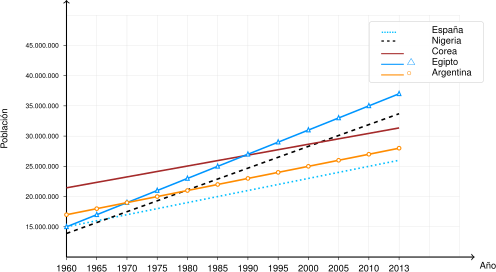 España
Nigeria
Corea
Egipto
Argentina
Población
45.000.000
40.000.000
35.000.000
30.000.000
25.000.000
20.000.000
15.000.000
1960 1965 1970 1975 1980 1985 1990 1995 2000 2005 2010 2013
Año